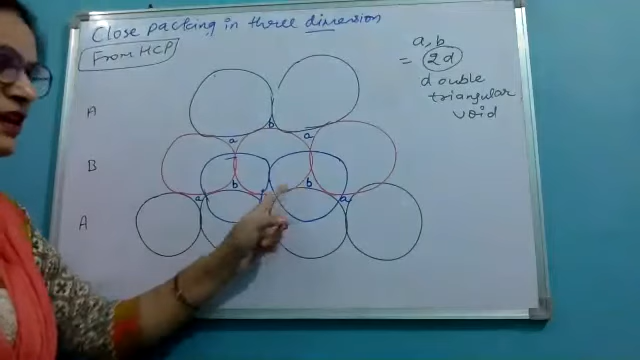 Close packing in three dimension
From HCP
a, b
= 2d
double
triangular
void
A
b
a
a
B
b
b
a
a
A